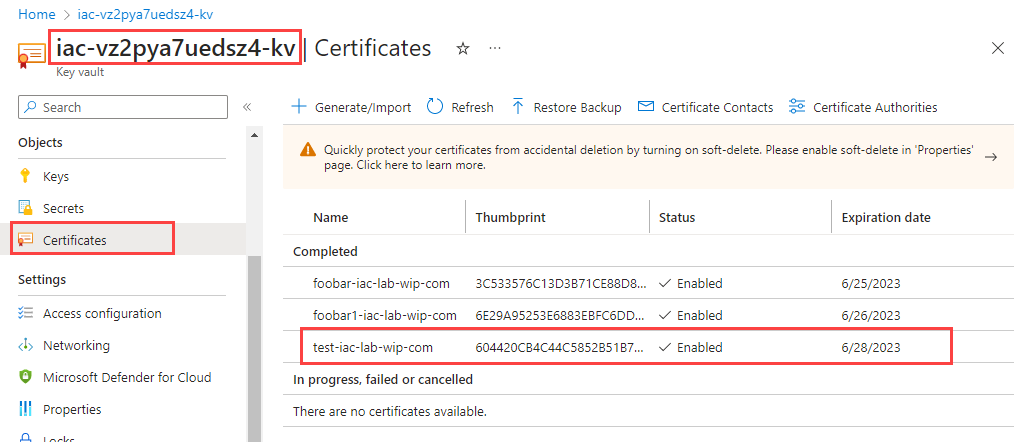 Home > iac-vz2pya7uedsz4-kv
iac-vz2pya7uedsz4-kv | Certificates ☆ ···
Key vault
Search
Generate/Import Refresh Restore Backup Certificate Contacts Certificate Authorities
Objects
Keys
Secrets
Certificates
Settings
Access configuration
Networking
Microsoft Defender for Cloud
Properties
Locks
Quickly protect your certificates from accidental deletion by turning on soft-delete. Please enable soft-delete in 'Properties'
page. Click here to learn more.
Name Thumbprint Status Expiration date
Completed
foobar-iac-lab-wip-com 3C533576C13D3B71CE88D8... Enabled 6/25/2023
foobar1-iac-lab-wip-com 6E29A95253E6883EBFC6DD... Enabled 6/26/2023
test-iac-lab-wip-com 604420CB4C44C5852B51B7... Enabled 6/28/2023
In progress, failed or cancelled
There are no certificates available.